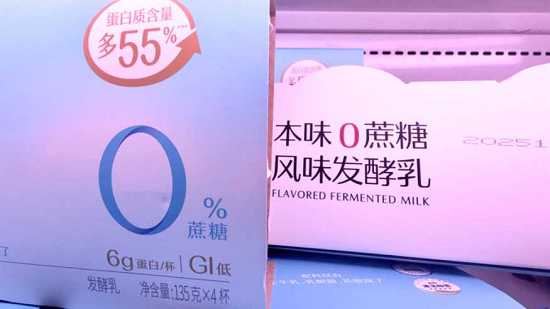 蛋白质含量
多55%
0%
蔗糖
6g蛋白/杯 GI低
发酵乳 净含量:135克×4杯
本味0蔗糖
风味发酵乳
FLAVORED FERMENTED MILK
202511